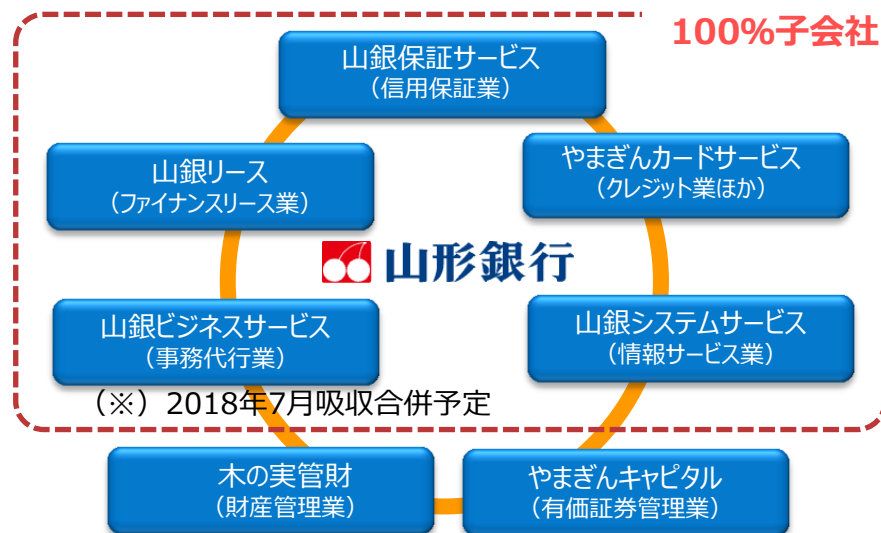 100%子会社
山銀保証サービス
（信用保証業）
山銀リース
（ファイナンスリース業）
やまぎんカードサービス
（クレジット業ほか）
山形銀行
山銀ビジネスサービス
（事務代行業）
山銀システムサービス
（情報サービス業）
（※）2018年7月吸収合併予定
木の実管財
（財産管理業）
やまぎんキャピタル
（有価証券管理業）